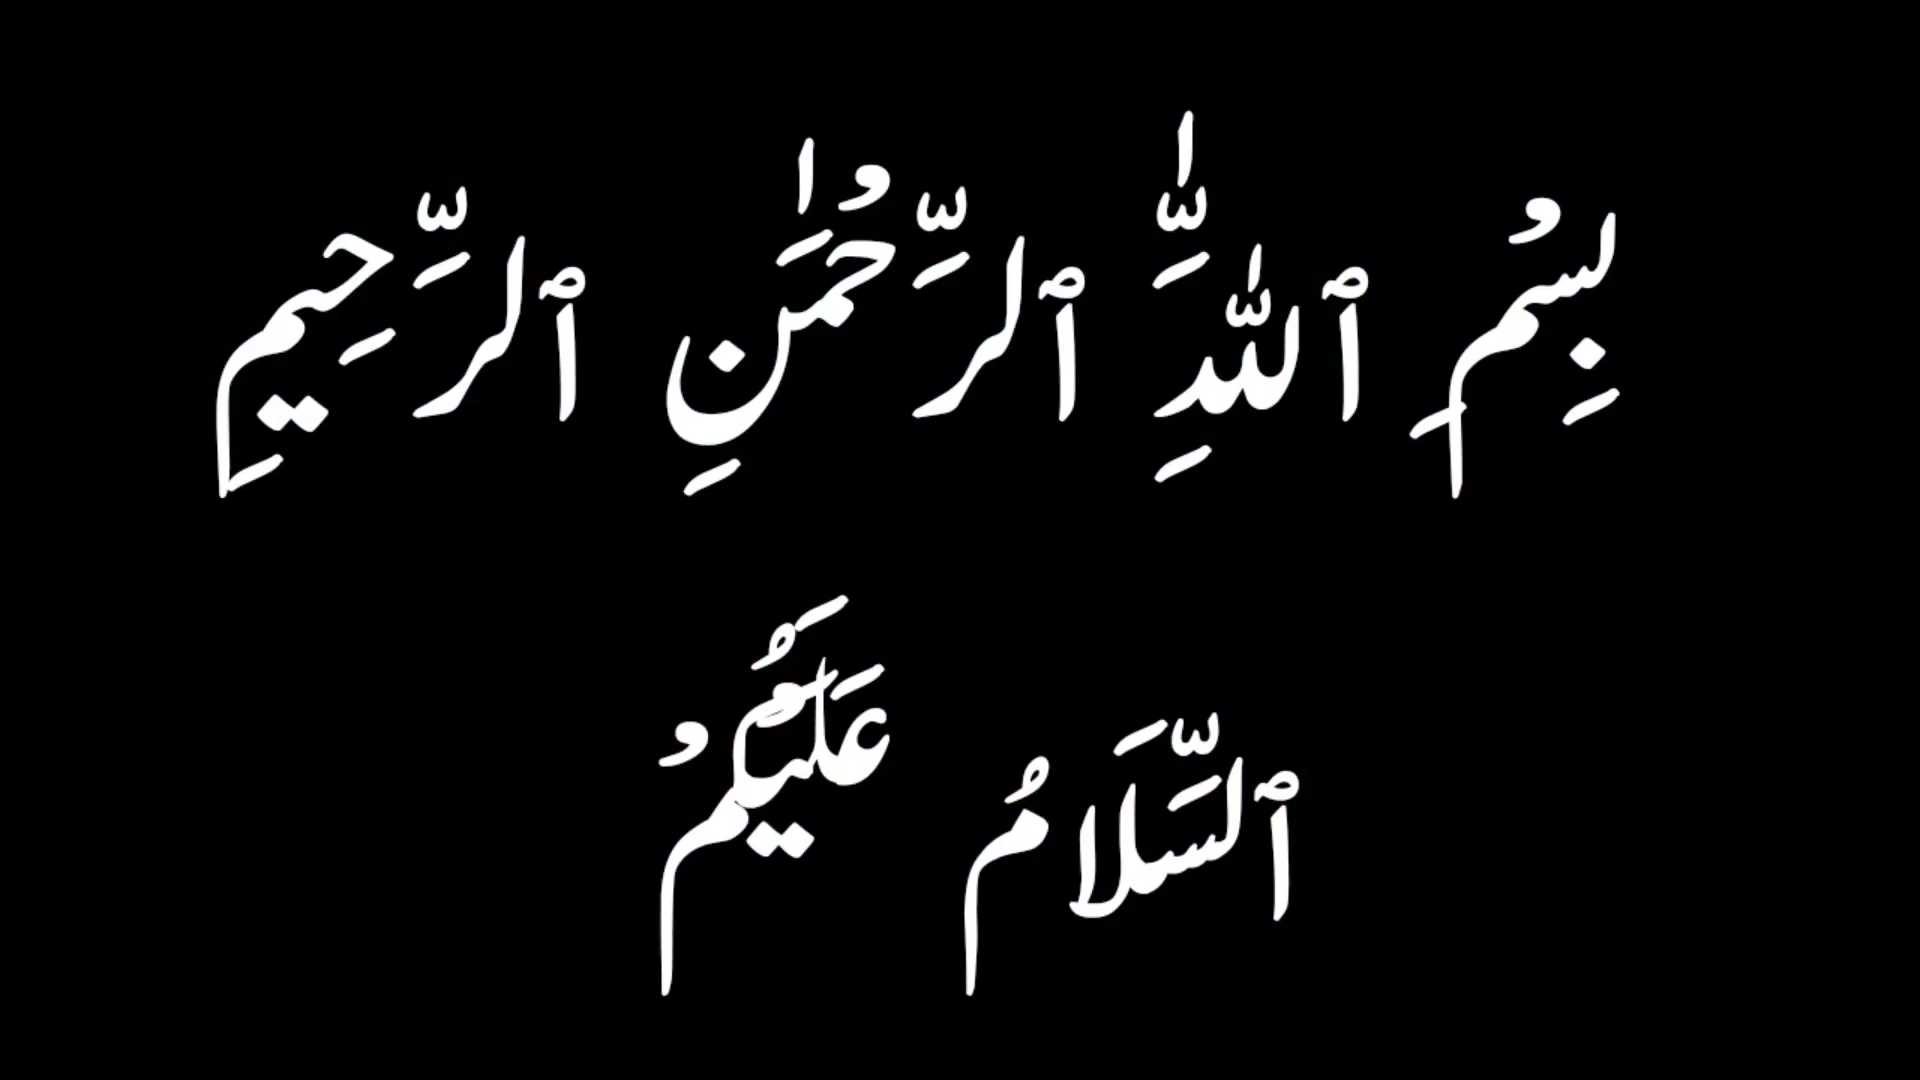 بِسْمِ ٱللَّٰهِ ٱلرَّحْمَٰنِ ٱلرَّحِيمِ
ٱلسَّلَامُ عَلَيْكُمْ